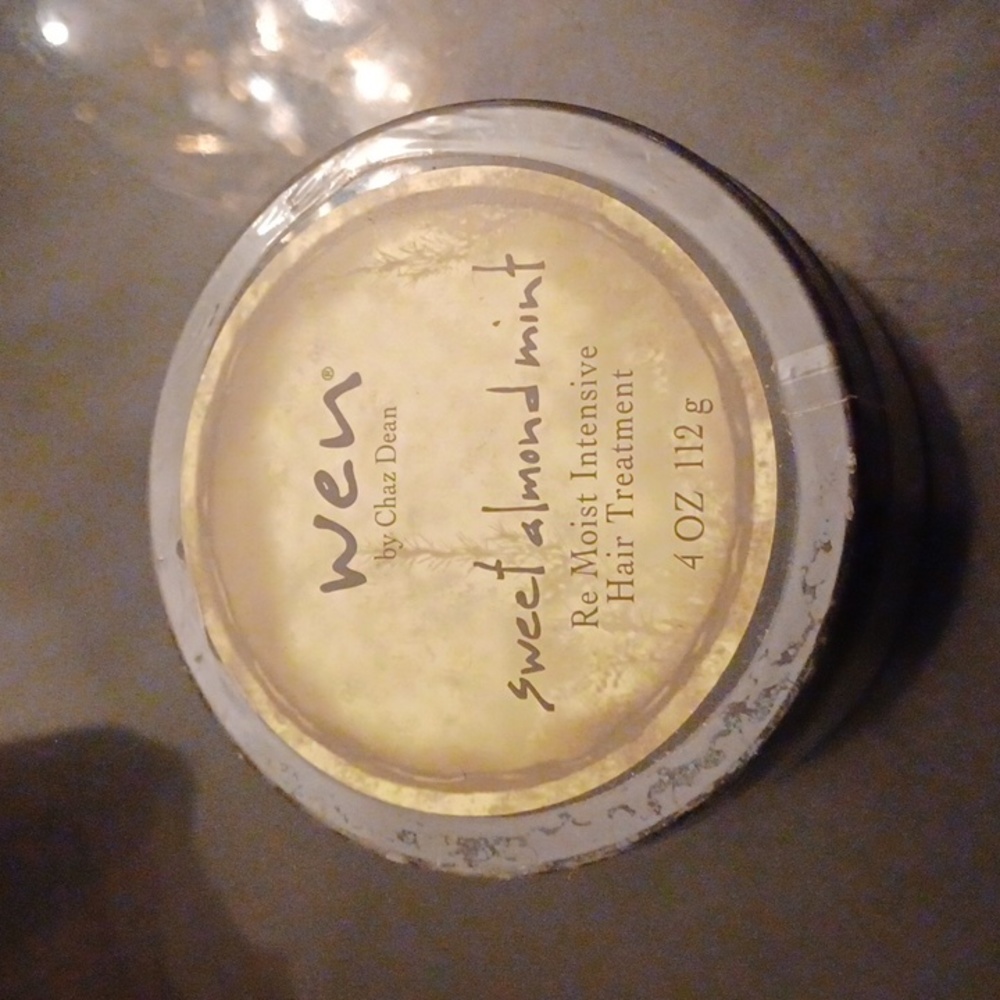 wen®
by Chaz Dean
sweet almond mint
Re Moist Intensive
Hair Treatment
4 OZ 112 g